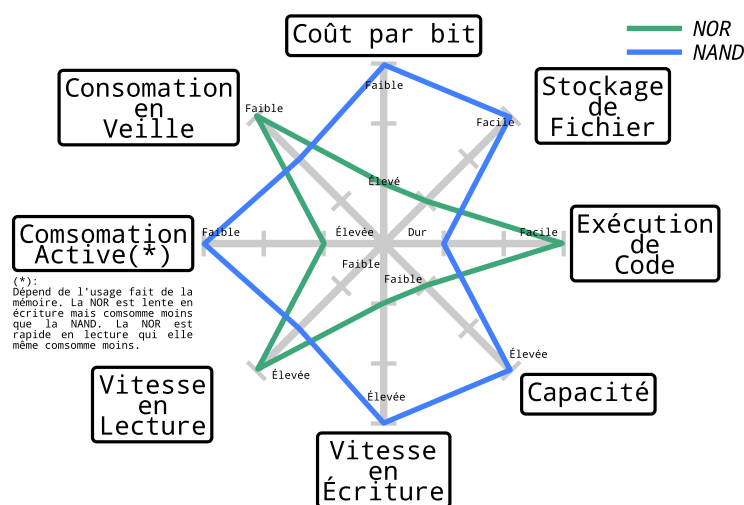 Coût par bit
NOR
NAND
Consomation
en
Veille
Stockage
de
Fichier
Faible
Faible
Facile
Élevé
Exécution
de
Code
Comsomation
Active(*)
Faible
Élevée
Dur
Facile
Faible
Faible
(*):
Dépend de l'usage fait de la
mémoire. La NOR est lente en
écriture mais comsomme moins
que la NAND. La NOR est
rapide en lecture qui elle
même comsomme moins.
Élevée
Élevée
Élevée
Vitesse
en
Lecture
Capacité
Vitesse
en
Écriture